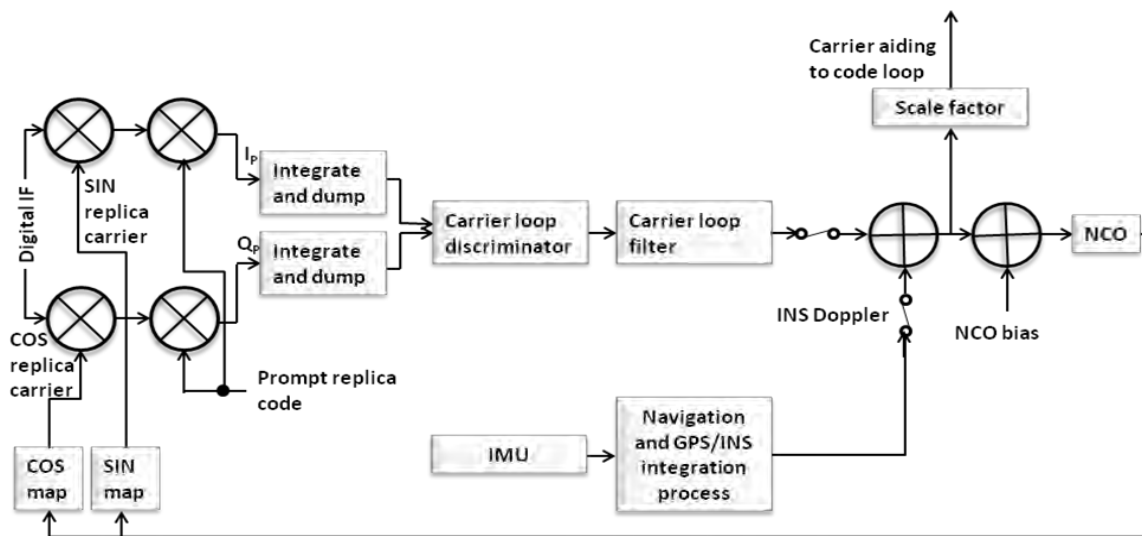 Carrier aiding
to code loop
Scale factor
Digital IF
SIN
replica
carrier
I_P
Integrate
and dump
Carrier loop
discriminator
Carrier loop
filter
NCO
Q_P
Integrate
and dump
INS Doppler
NCO bias
COS
replica
carrier
Prompt replica
code
COS
map
SIN
map
IMU
Navigation
and GPS/INS
integration
process